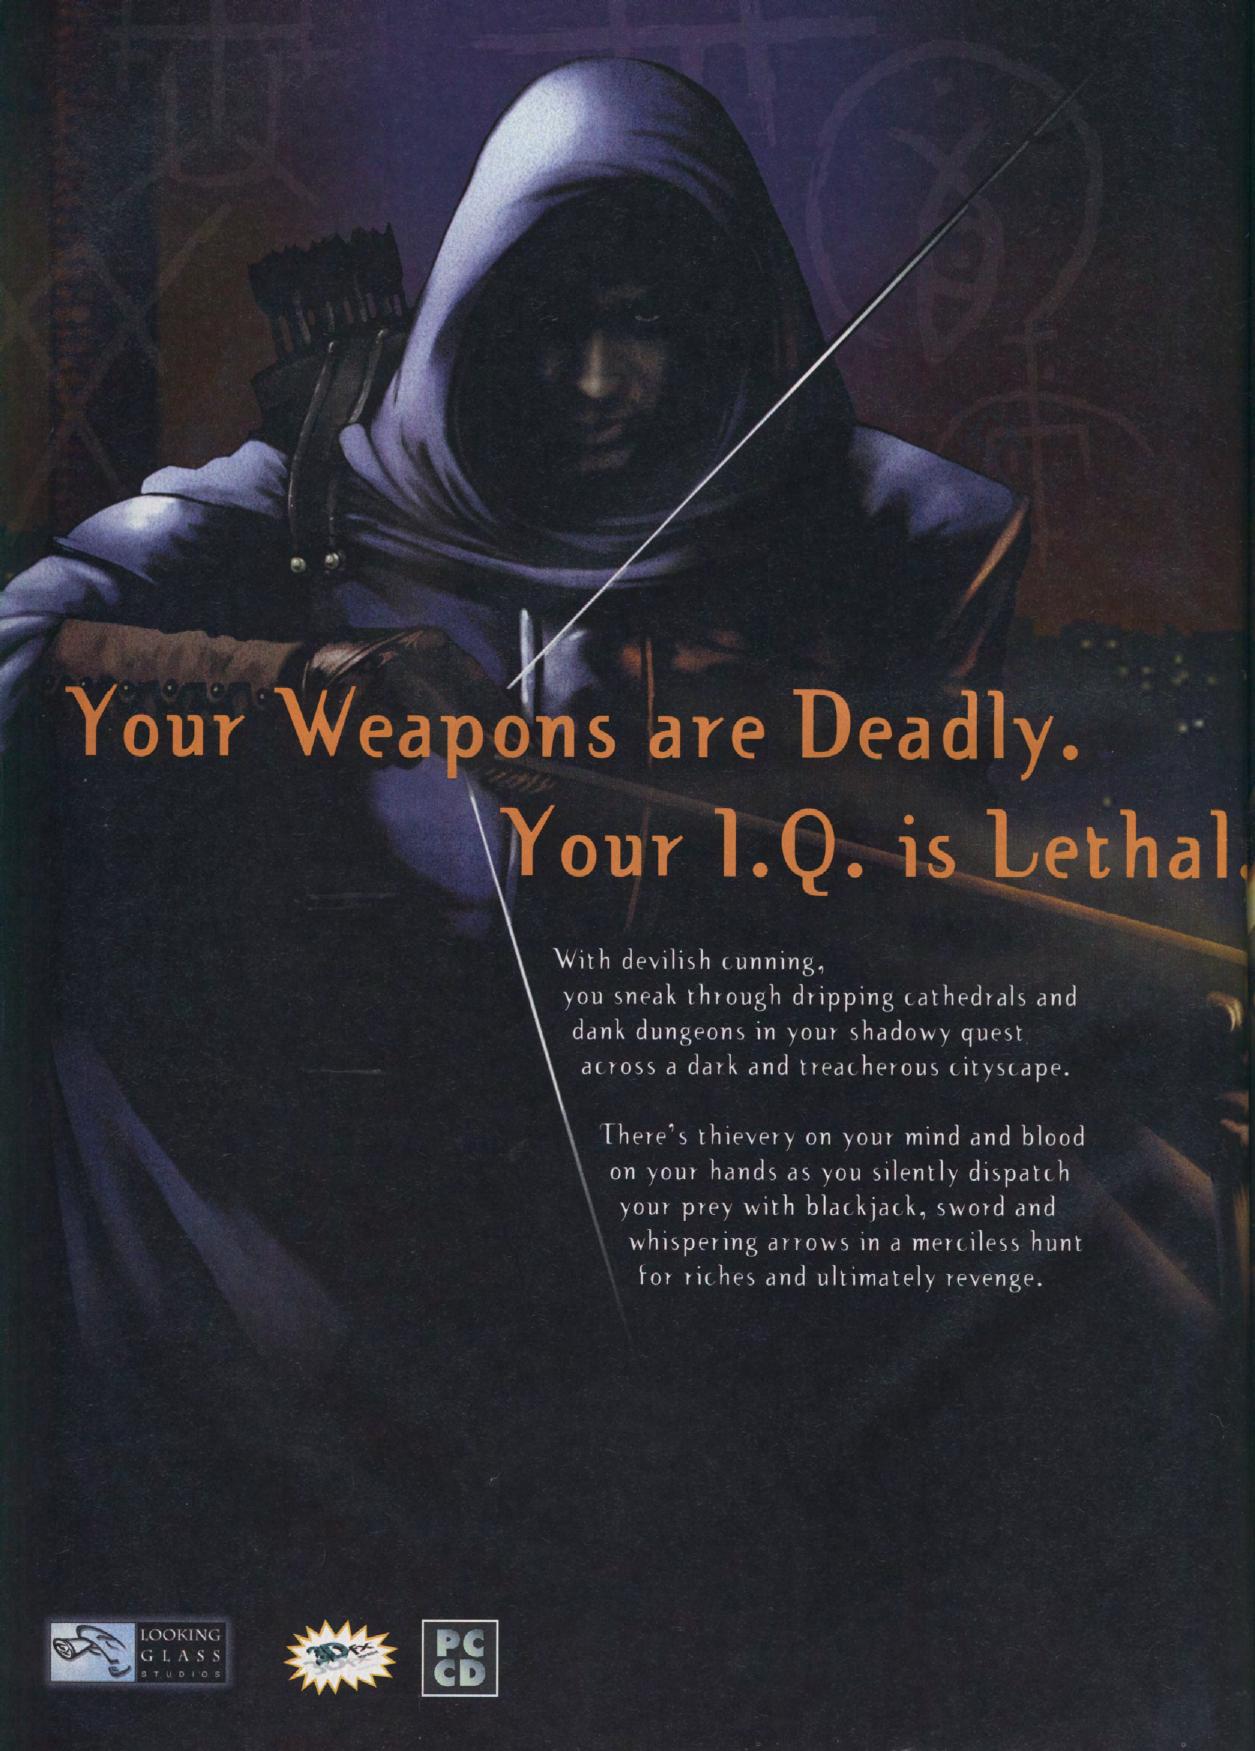 Your Weapons are Deadly.
Your I.Q. is Lethal.
With devilish cunning,
you sneak through dripping cathedrals and
dank dungeons in your shadowy quest
across a dark and treacherous cityscape.
There's thievery on your mind and blood
on your hands as you silently dispatch
your prey with blackjack, sword and
whispering arrows in a merciless hunt
for riches and ultimately revenge.
LOOKING
GLASS
STUDIOS
3Dfx
PC
CD